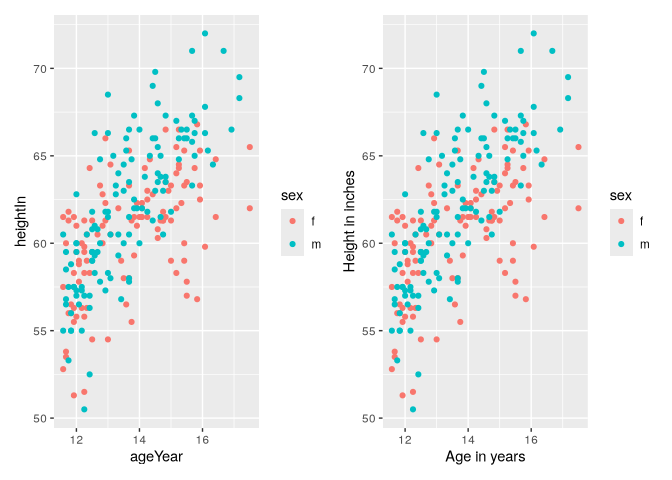 heightIn
70
65
60
55
50
12 14 16
ageYear
sex
f
m
Height in inches
70
65
60
55
50
12 14 16
Age in years
sex
f
m